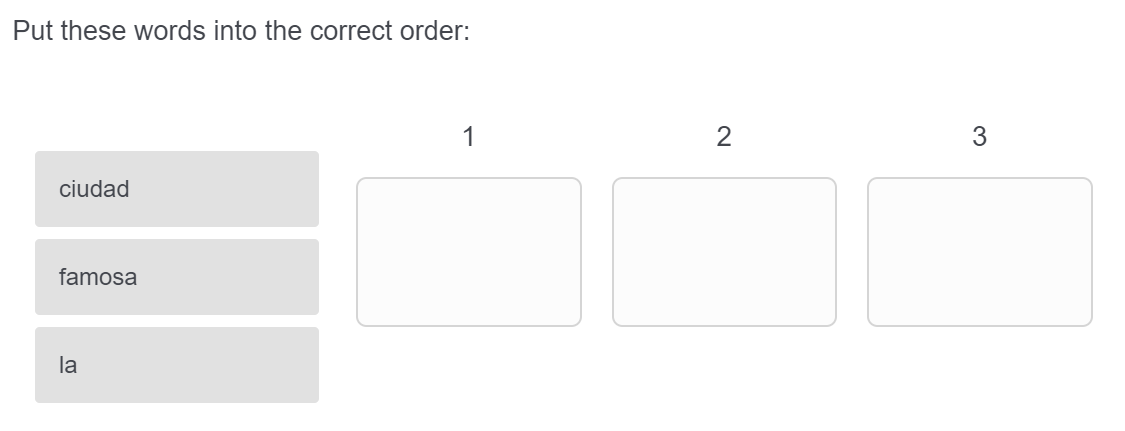 Put these words into the correct order:
1 2 3
ciudad
famosa
la